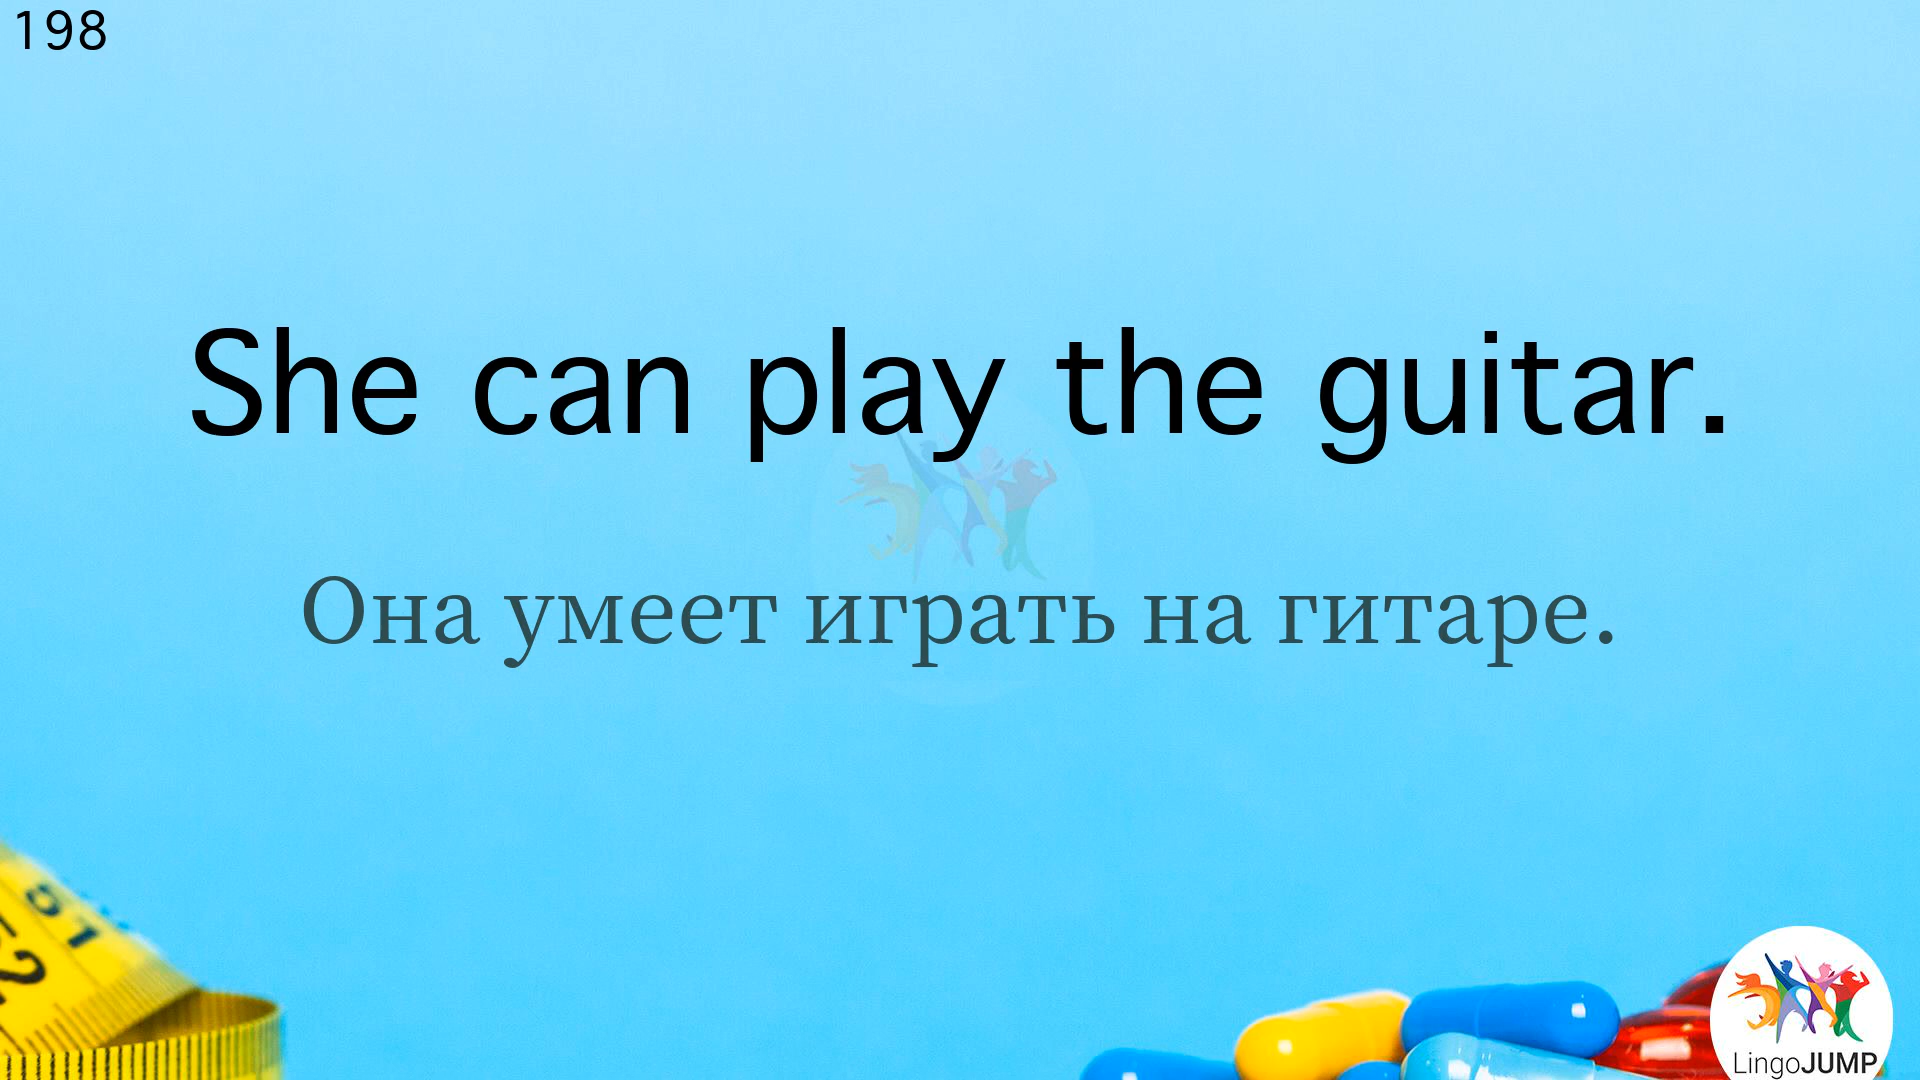 198
She can play the guitar.
Она умеет играть на гитаре.
LingoJUMP